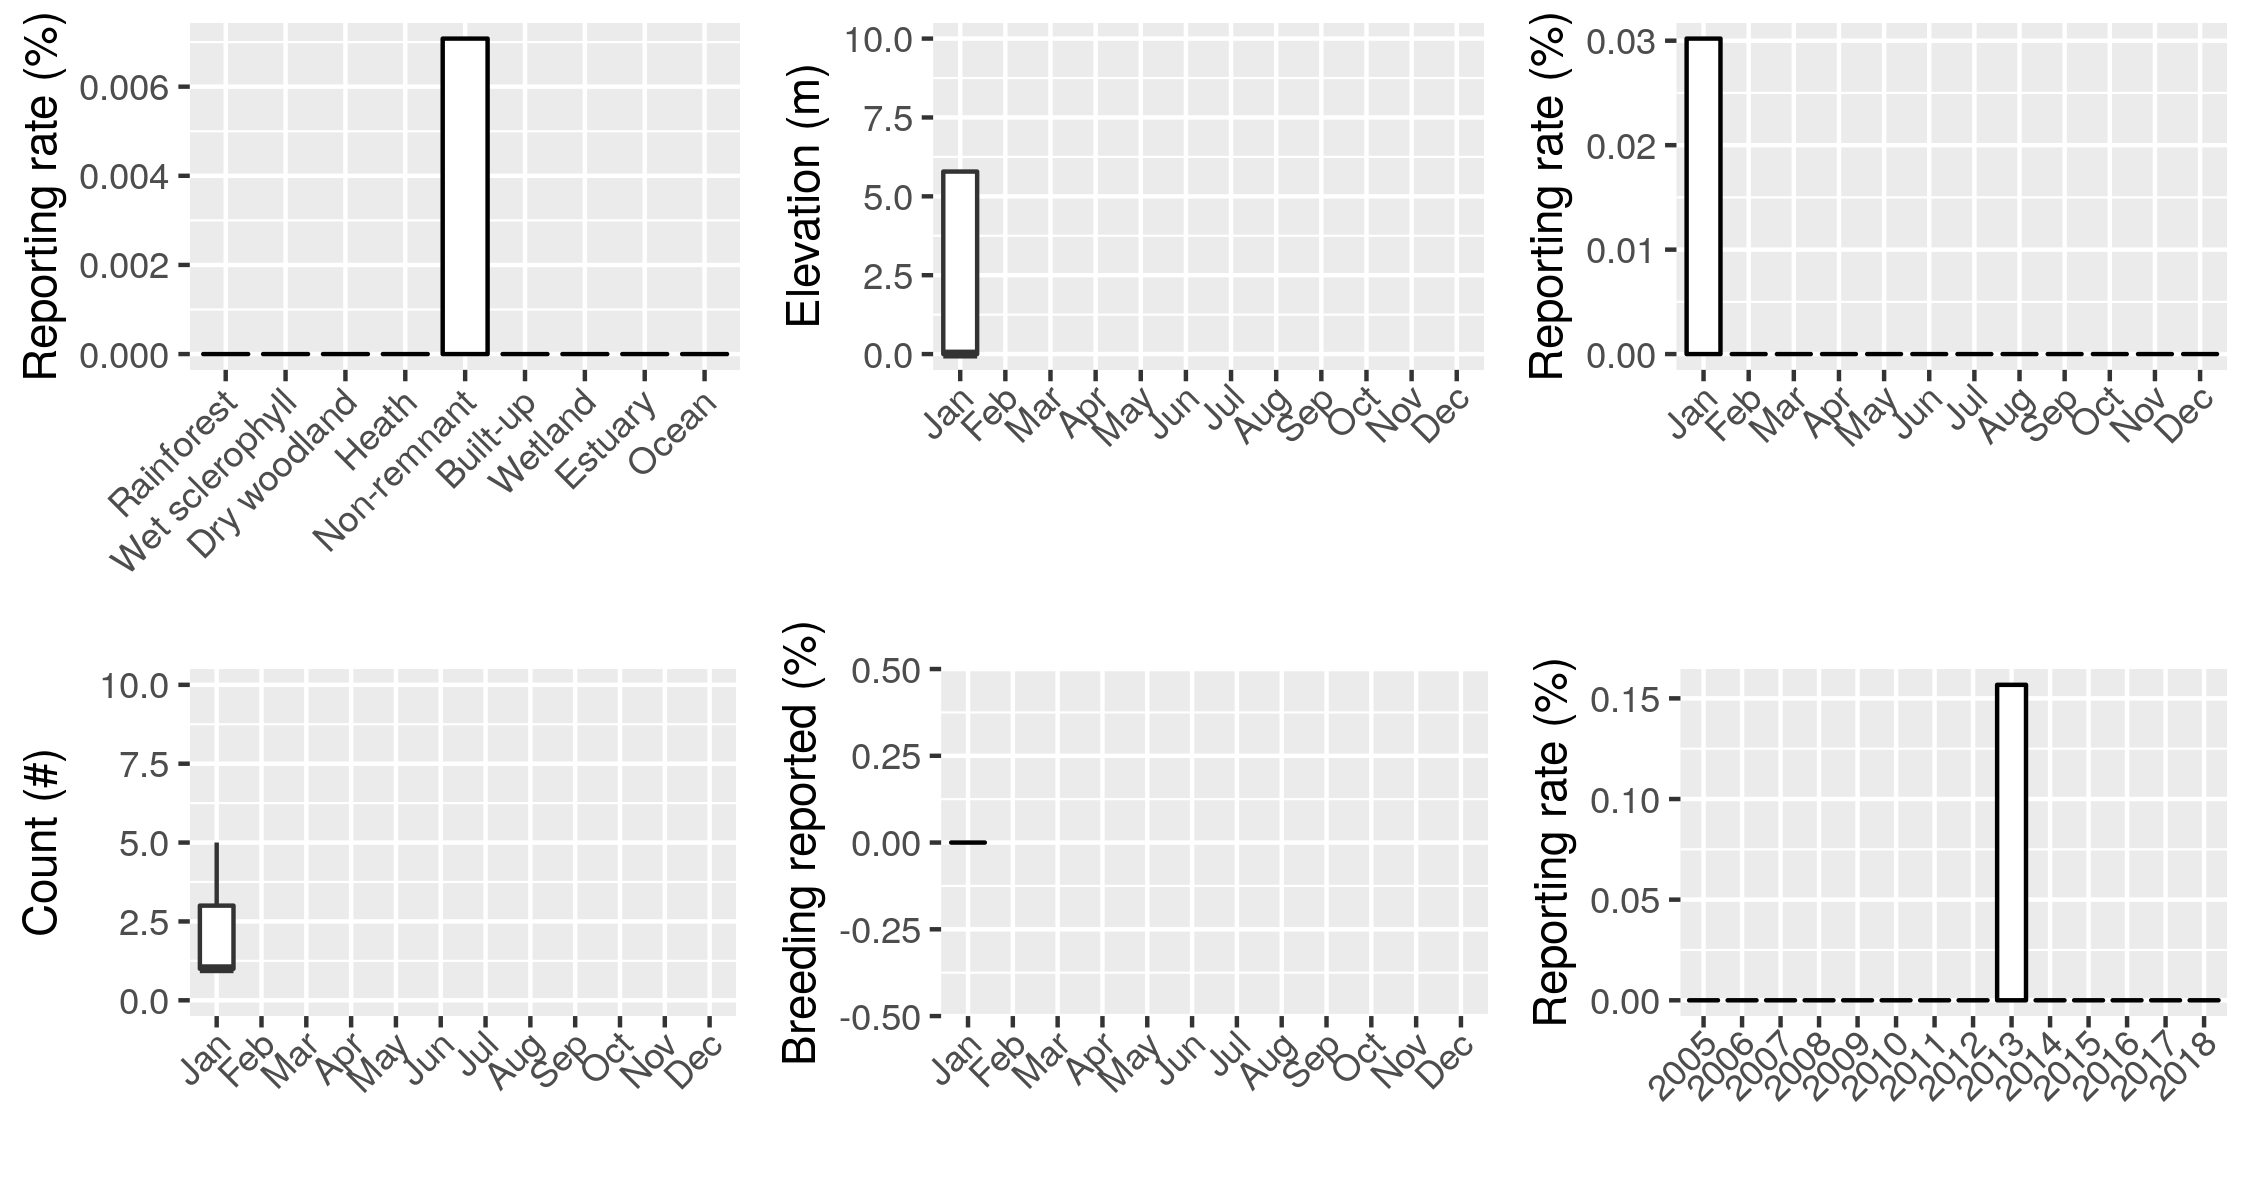 Reporting rate (%)
0.006
0.004
0.002
0.000
Rainforest
Wet sclerophyll
Dry woodland
Heath
Non-remnant
Built-up
Wetland
Estuary
Ocean
Elevation (m)
10.0
7.5
5.0
2.5
0.0
Jan
Feb
Mar
Apr
May
Jun
Jul
Aug
Sep
Oct
Nov
Dec
Reporting rate (%)
0.03
0.02
0.01
0.00
Jan
Feb
Mar
Apr
May
Jun
Jul
Aug
Sep
Oct
Nov
Dec
Count (#)
10.0
7.5
5.0
2.5
0.0
Jan
Feb
Mar
Apr
May
Jun
Jul
Aug
Sep
Oct
Nov
Dec
Breeding reported (%)
0.50
0.25
0.00
-0.25
-0.50
Jan
Feb
Mar
Apr
May
Jun
Jul
Aug
Sep
Oct
Nov
Dec
Reporting rate (%)
0.15
0.10
0.05
0.00
2005
2006
2007
2008
2009
2010
2011
2012
2013
2014
2015
2016
2017
2018